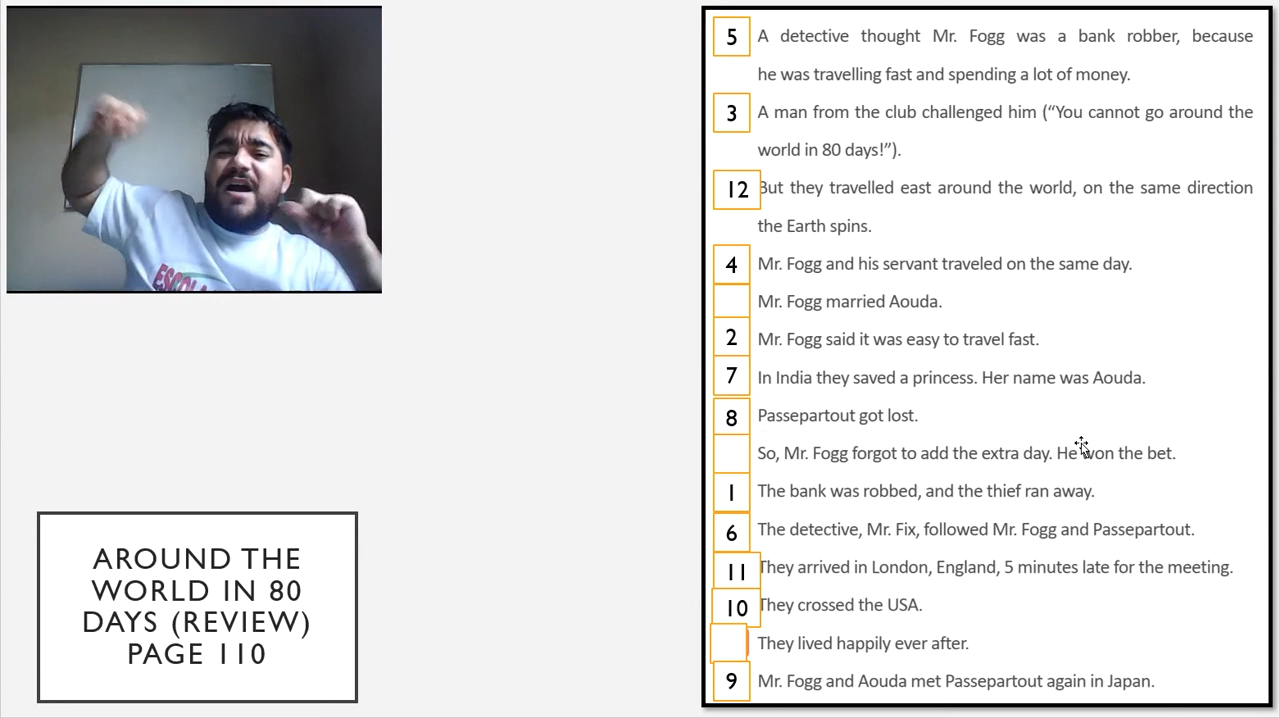 ESCOLA
AROUND THE
WORLD IN 80
DAYS (REVIEW)
PAGE 110
5 A detective thought Mr. Fogg was a bank robber, because
he was travelling fast and spending a lot of money.
3 A man from the club challenged him (“You cannot go around the
world in 80 days!”).
12 But they travelled east around the world, on the same direction
the Earth spins.
4 Mr. Fogg and his servant traveled on the same day.
Mr. Fogg married Aouda.
2 Mr. Fogg said it was easy to travel fast.
7 In India they saved a princess. Her name was Aouda.
8 Passepartout got lost.
So, Mr. Fogg forgot to add the extra day. He won the bet.
1 The bank was robbed, and the thief ran away.
6 The detective, Mr. Fix, followed Mr. Fogg and Passepartout.
11 They arrived in London, England, 5 minutes late for the meeting.
10 They crossed the USA.
They lived happily ever after.
9 Mr. Fogg and Aouda met Passepartout again in Japan.